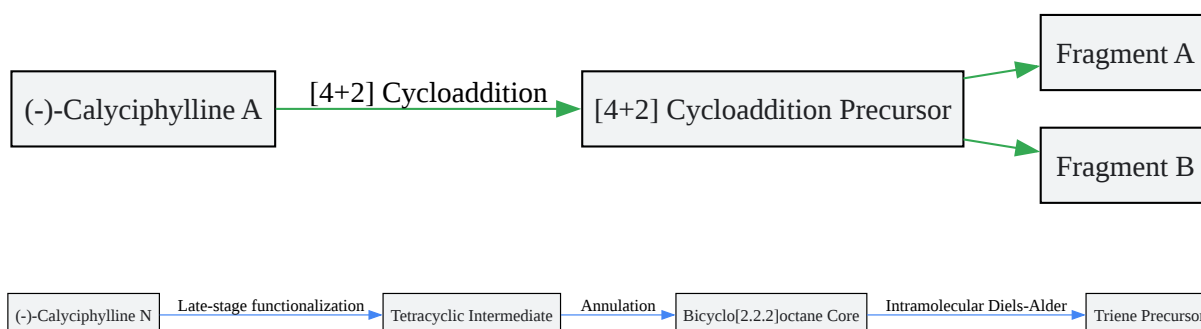 Fragment A
(-)-Calyciphylline A
[4+2] Cycloaddition
[4+2] Cycloaddition Precursor
Fragment B
(-)-Calyciphylline N
Late-stage functionalization
Tetracyclic Intermediate
Annulation
Bicyclo[2.2.2]octane Core
Intramolecular Diels-Alder
Triene Precursor